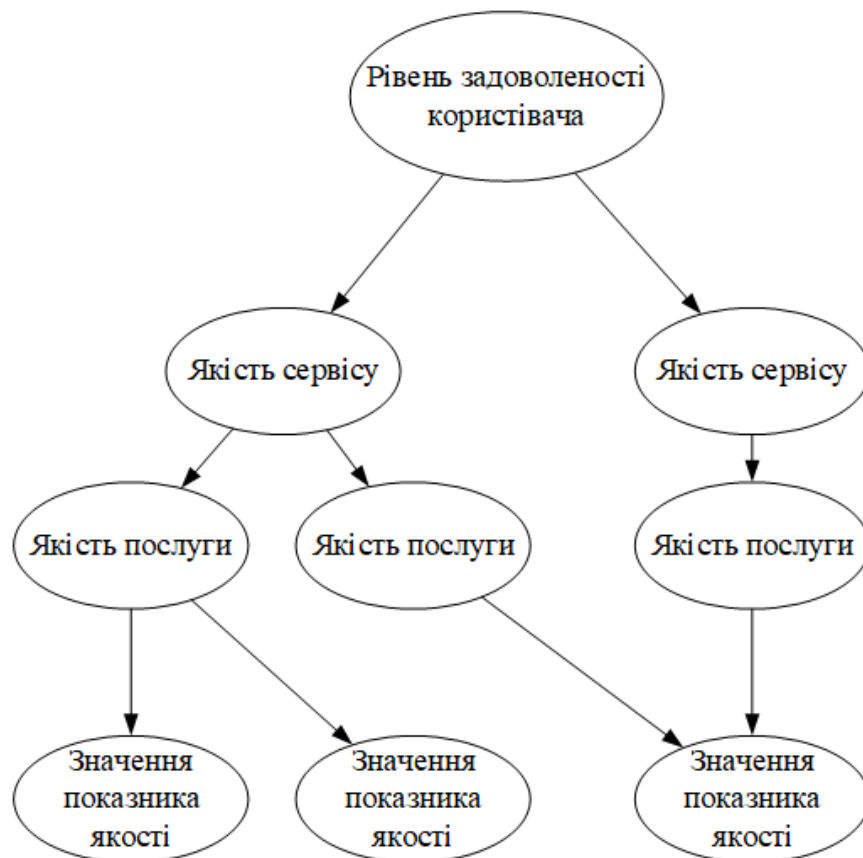 Рівень задоволеності
користівача
Якість сервісу
Якість сервісу
Якість послуги
Якість послуги
Якість послуги
Значення
показника
якості
Значення
показника
якості
Значення
показника
якості